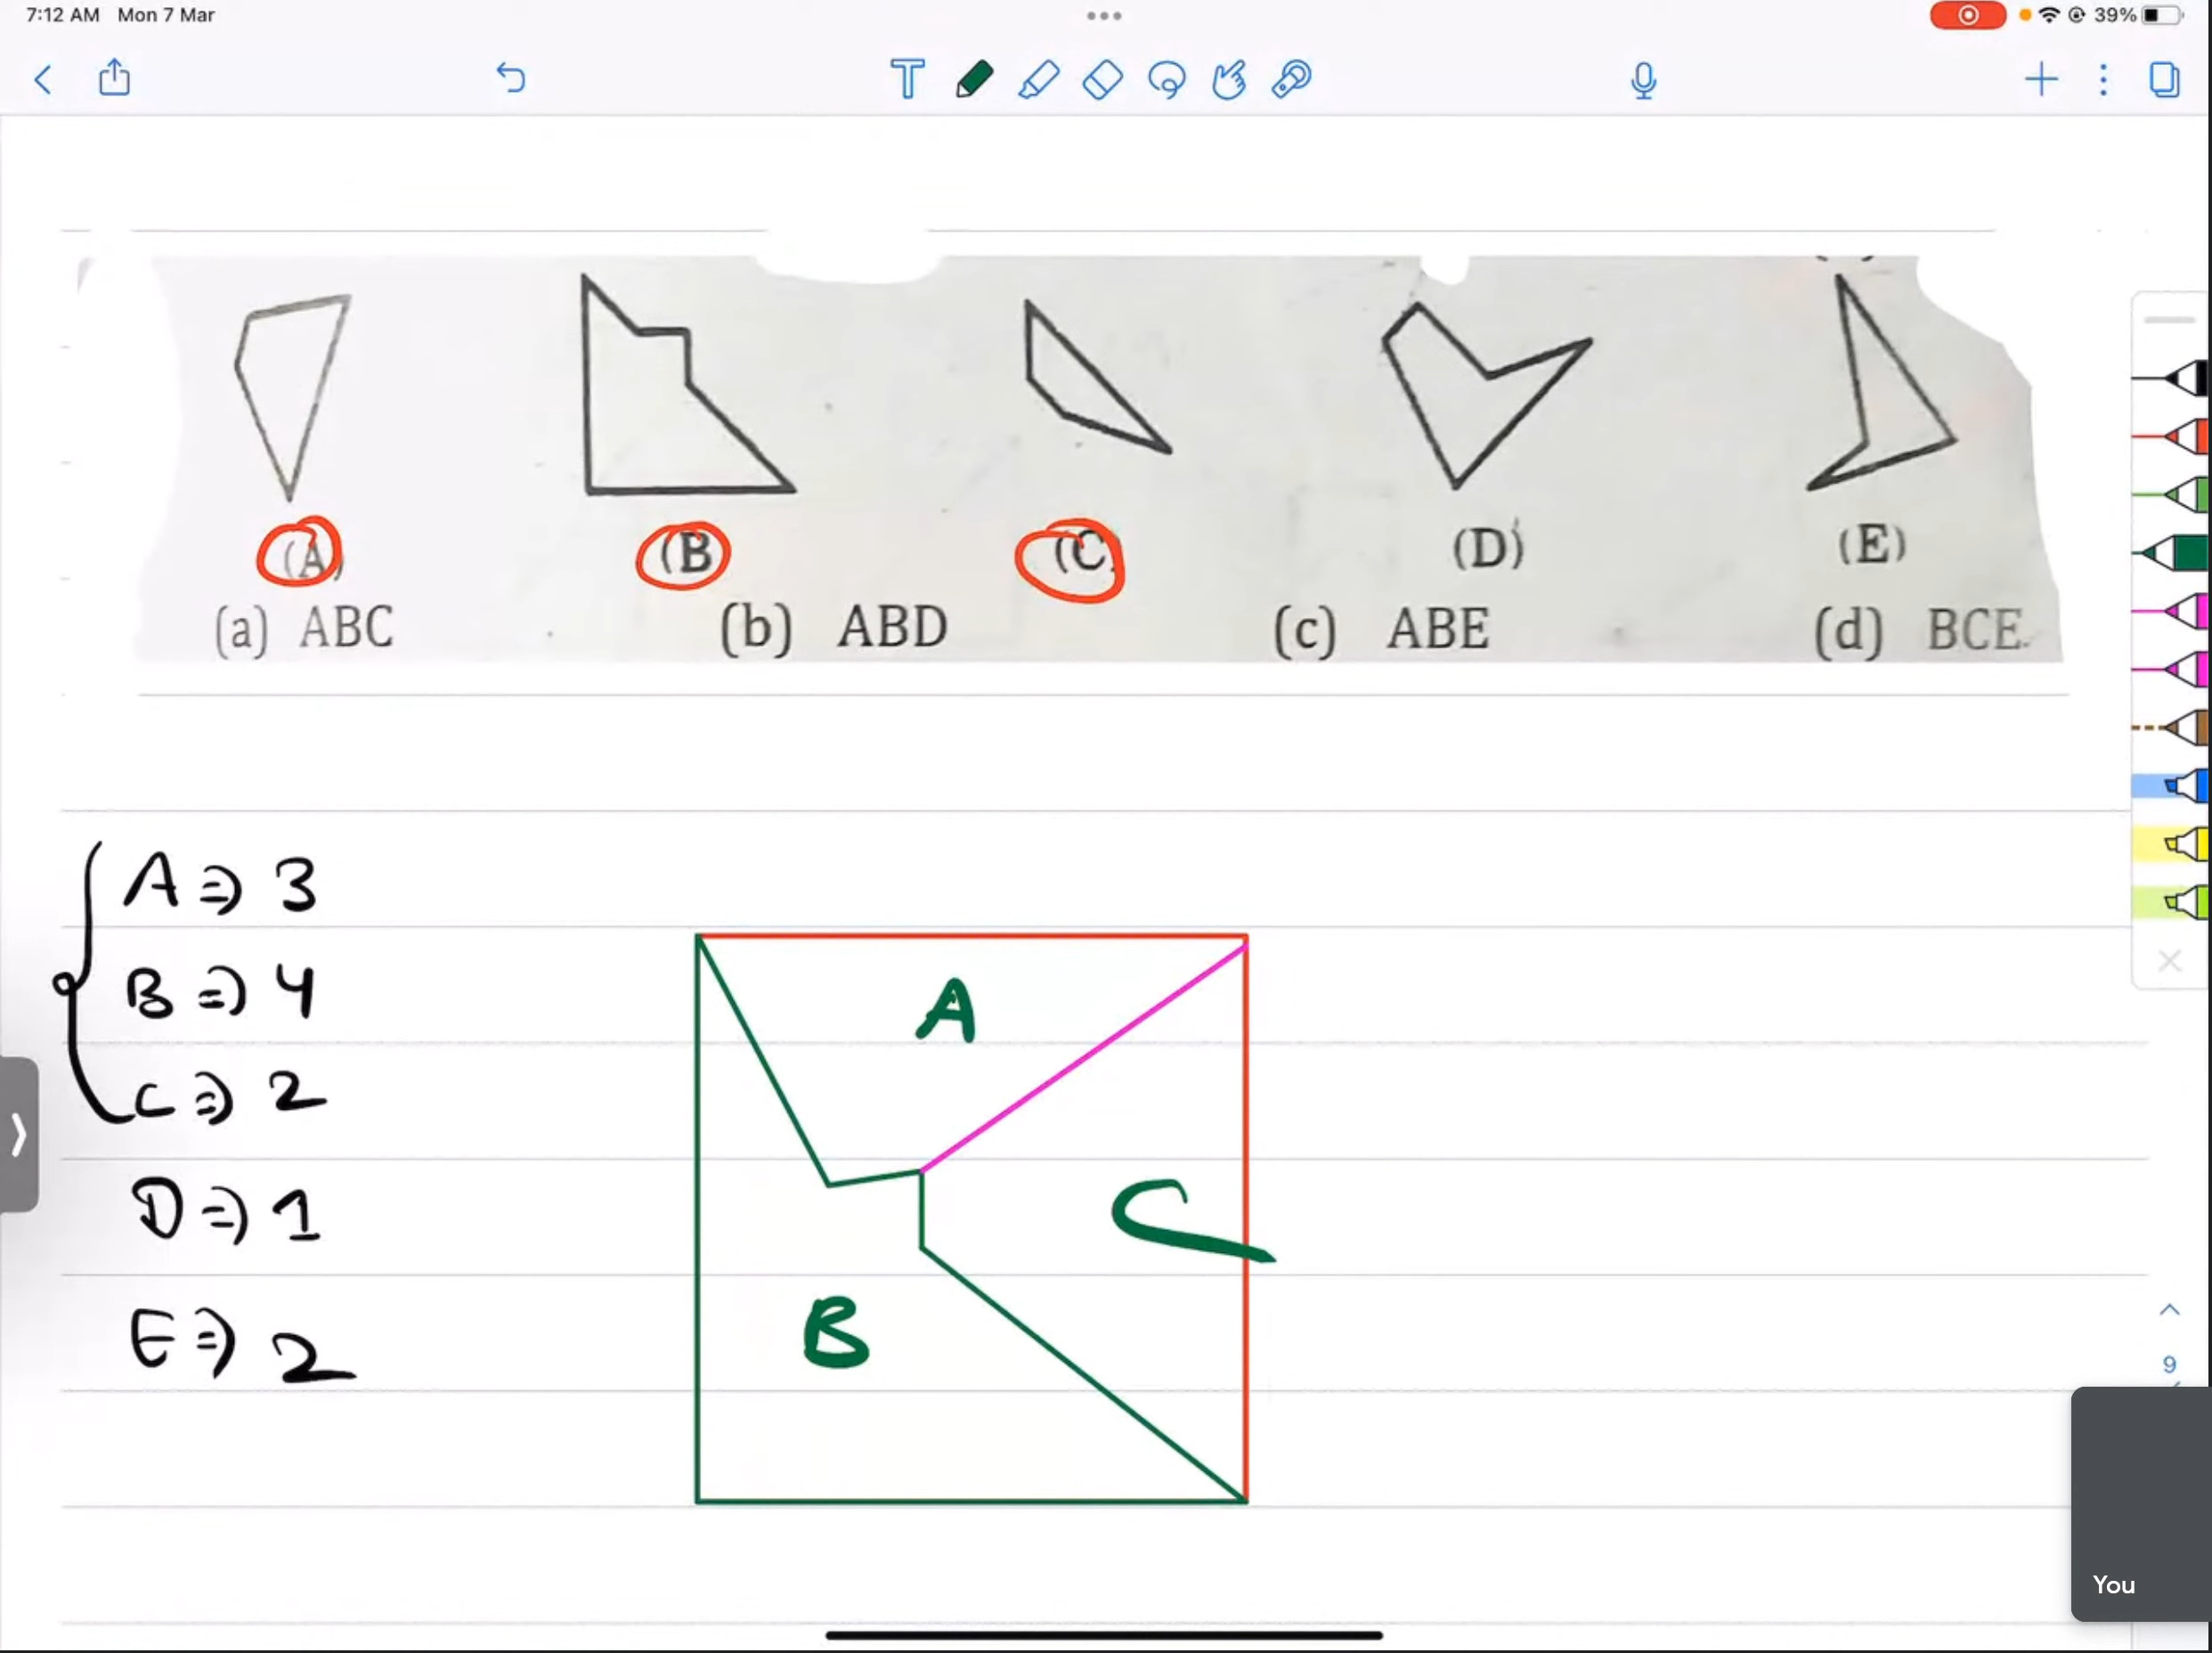 7:12 AM Mon 7 Mar
39%
(A) (B) (C) (D) (E)
(a) ABC (b) ABD (c) ABE (d) BCE.
A ⇒ 3
B ⇒ 4
C ⇒ 2
D ⇒ 1
E ⇒ 2
A
C
B
9
You